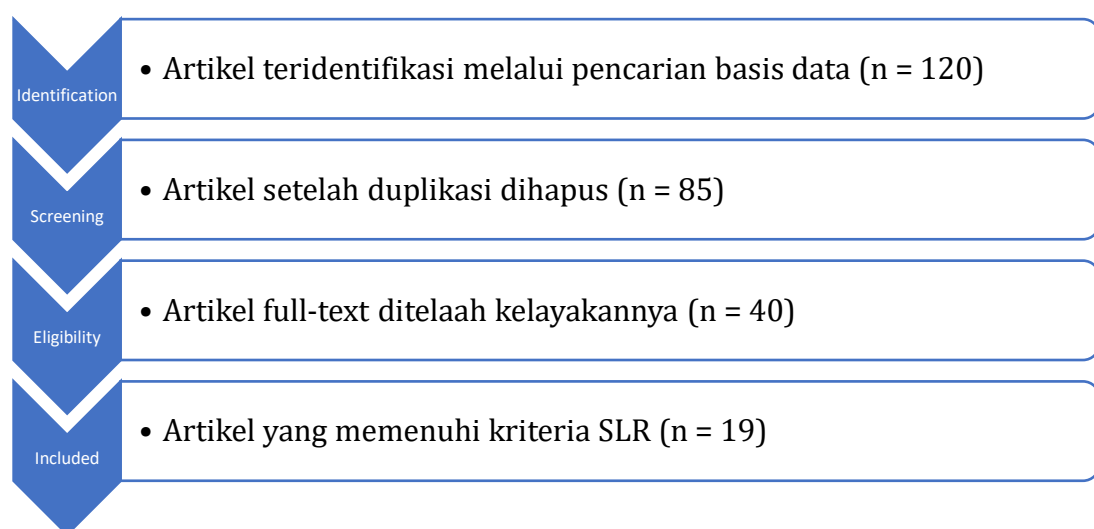 Identification
• Artikel teridentifikasi melalui pencarian basis data (n = 120)
Screening
• Artikel setelah duplikasi dihapus (n = 85)
Eligibility
• Artikel full-text ditelaah kelayakannya (n = 40)
Included
• Artikel yang memenuhi kriteria SLR (n = 19)